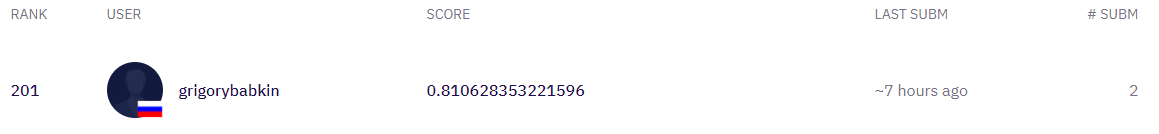 RANK USER SCORE LAST SUBM # SUBM
201 grigorybabkin 0.810628353221596 ~7 hours ago 2